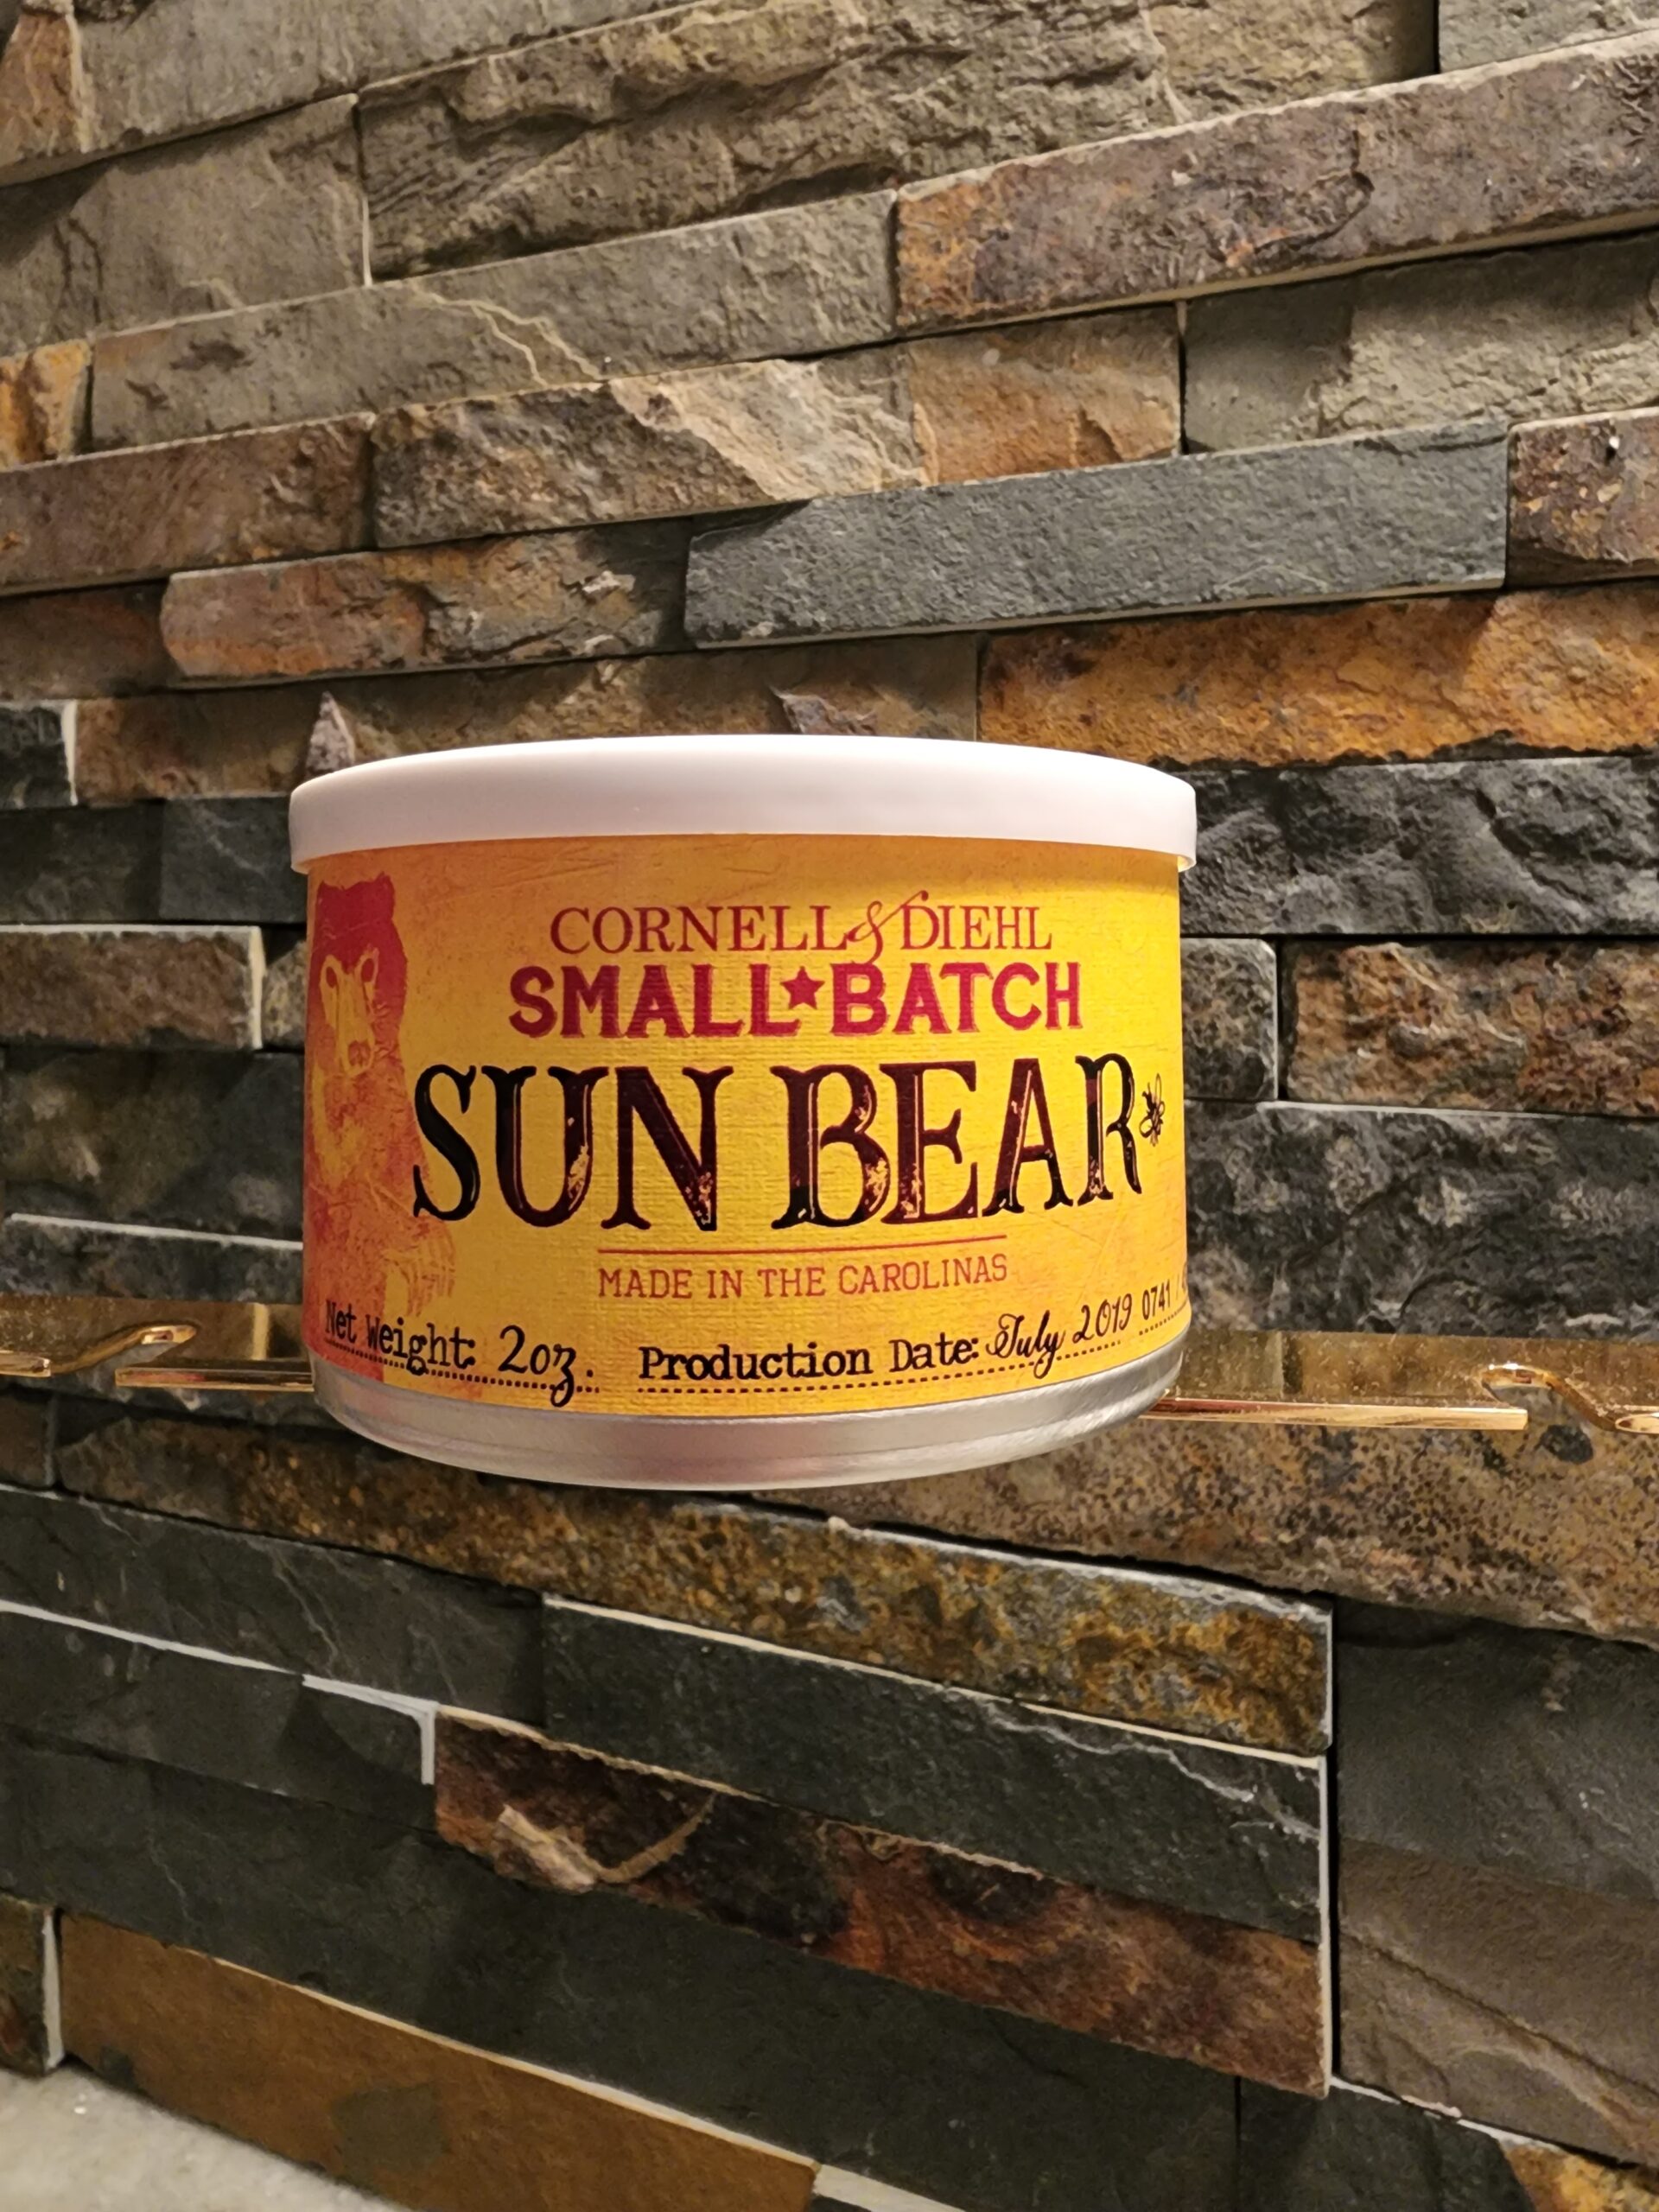 CORNELL & DIEHL
SMALL★BATCH
SUN BEAR
MADE IN THE CAROLINAS
Net Weight: 2oz. Production Date: July 2019 0741 /